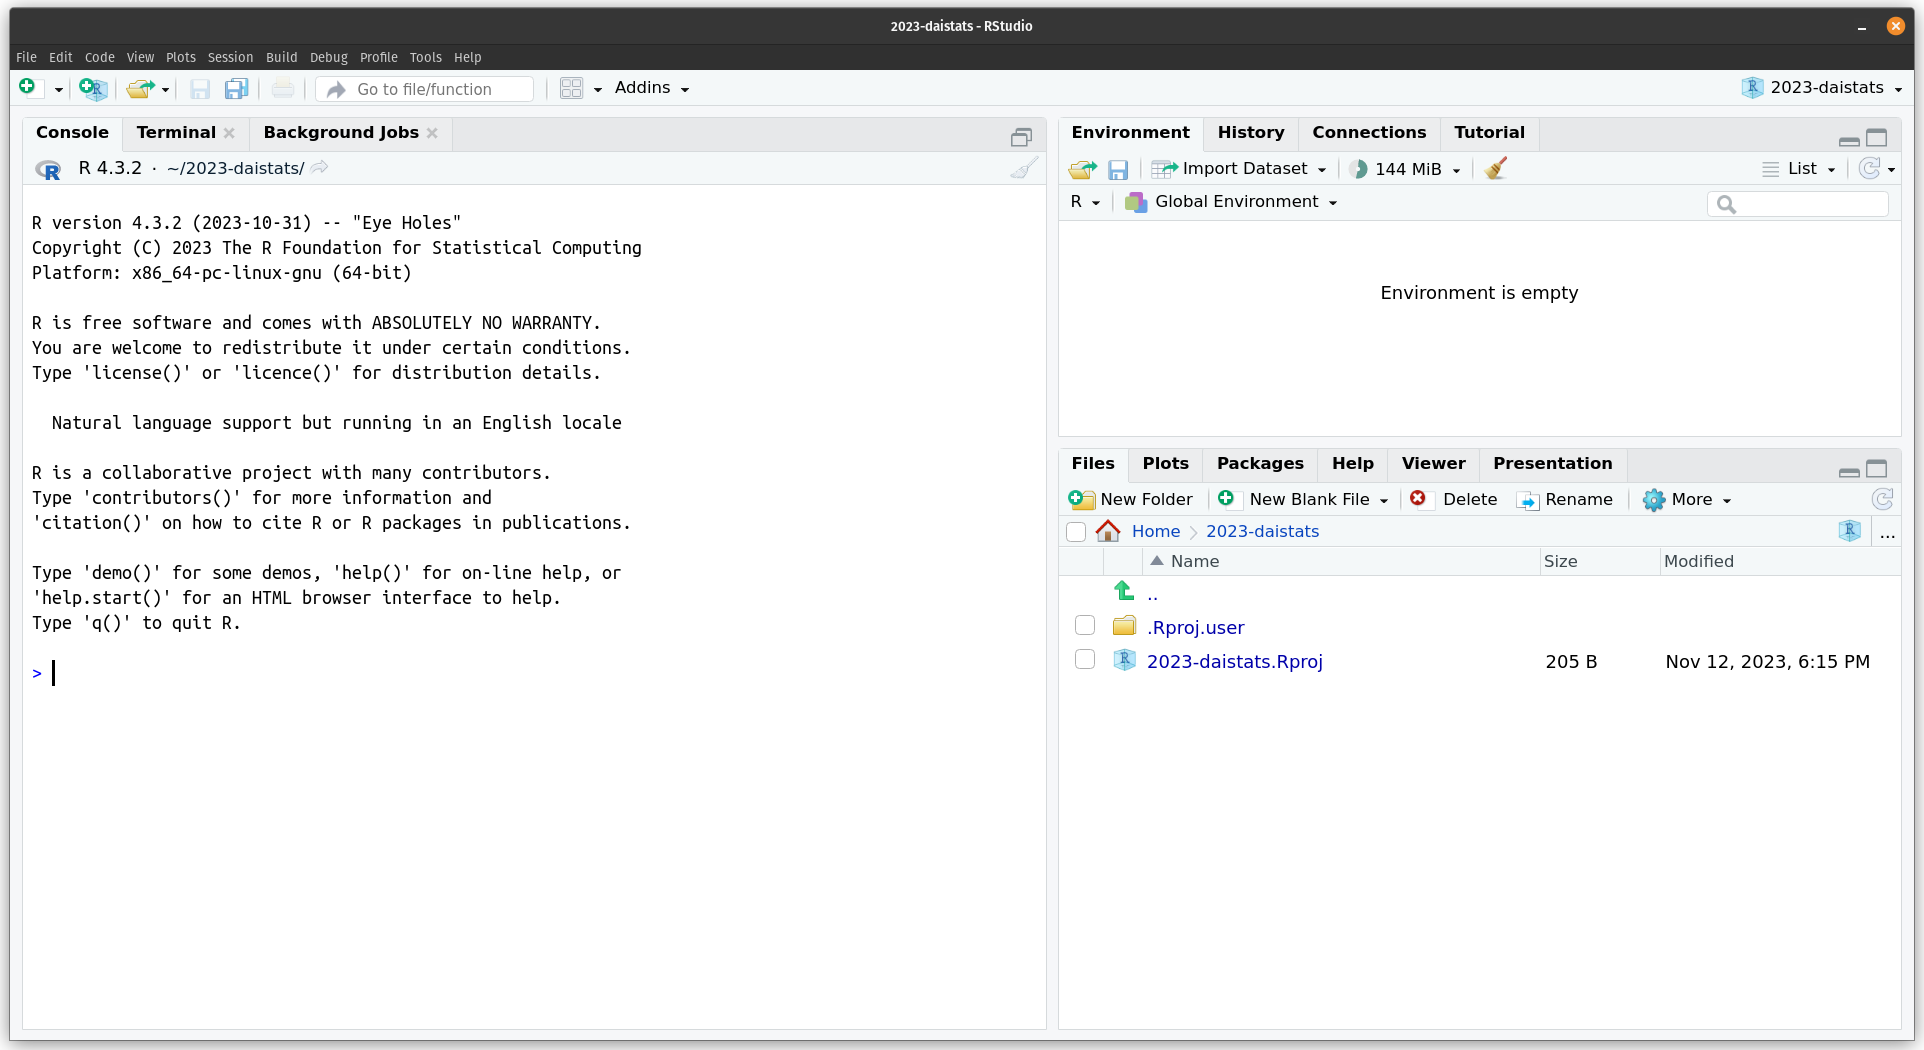 2023-daistats - RStudio
File Edit Code View Plots Session Build Debug Profile Tools Help
Go to file/function Addins 2023-daistats
Console Terminal Background Jobs
R 4.3.2 · ~/2023-daistats/
R version 4.3.2 (2023-10-31) -- "Eye Holes"
Copyright (C) 2023 The R Foundation for Statistical Computing
Platform: x86_64-pc-linux-gnu (64-bit)
R is free software and comes with ABSOLUTELY NO WARRANTY.
You are welcome to redistribute it under certain conditions.
Type 'license()' or 'licence()' for distribution details.
Natural language support but running in an English locale
R is a collaborative project with many contributors.
Type 'contributors()' for more information and
'citation()' on how to cite R or R packages in publications.
Type 'demo()' for some demos, 'help()' for on-line help, or
'help.start()' for an HTML browser interface to help.
Type 'q()' to quit R.
>
Environment History Connections Tutorial
Import Dataset 144 MiB List
R Global Environment
Environment is empty
Files Plots Packages Help Viewer Presentation
New Folder New Blank File Delete Rename More
Home 2023-daistats ...
Name Size Modified
..
.Rproj.user
2023-daistats.Rproj 205 B Nov 12, 2023, 6:15 PM